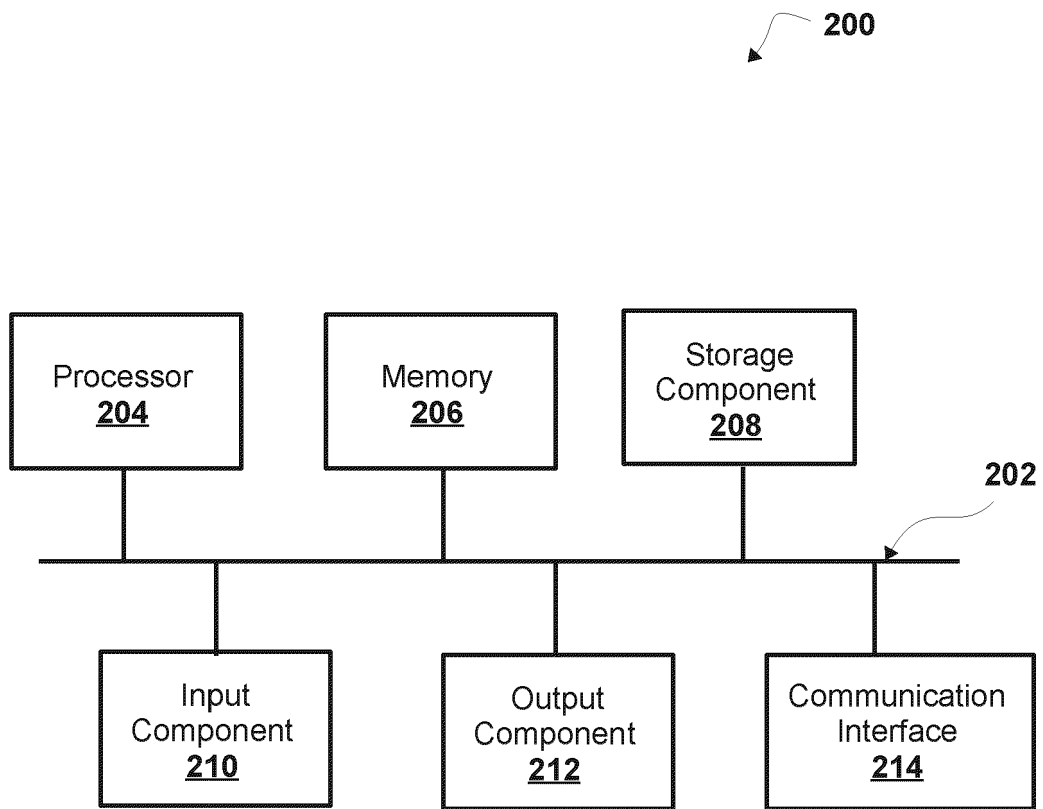 200
Processor
204
Memory
206
Storage
Component
208
202
Input
Component
210
Output
Component
212
Communication
Interface
214